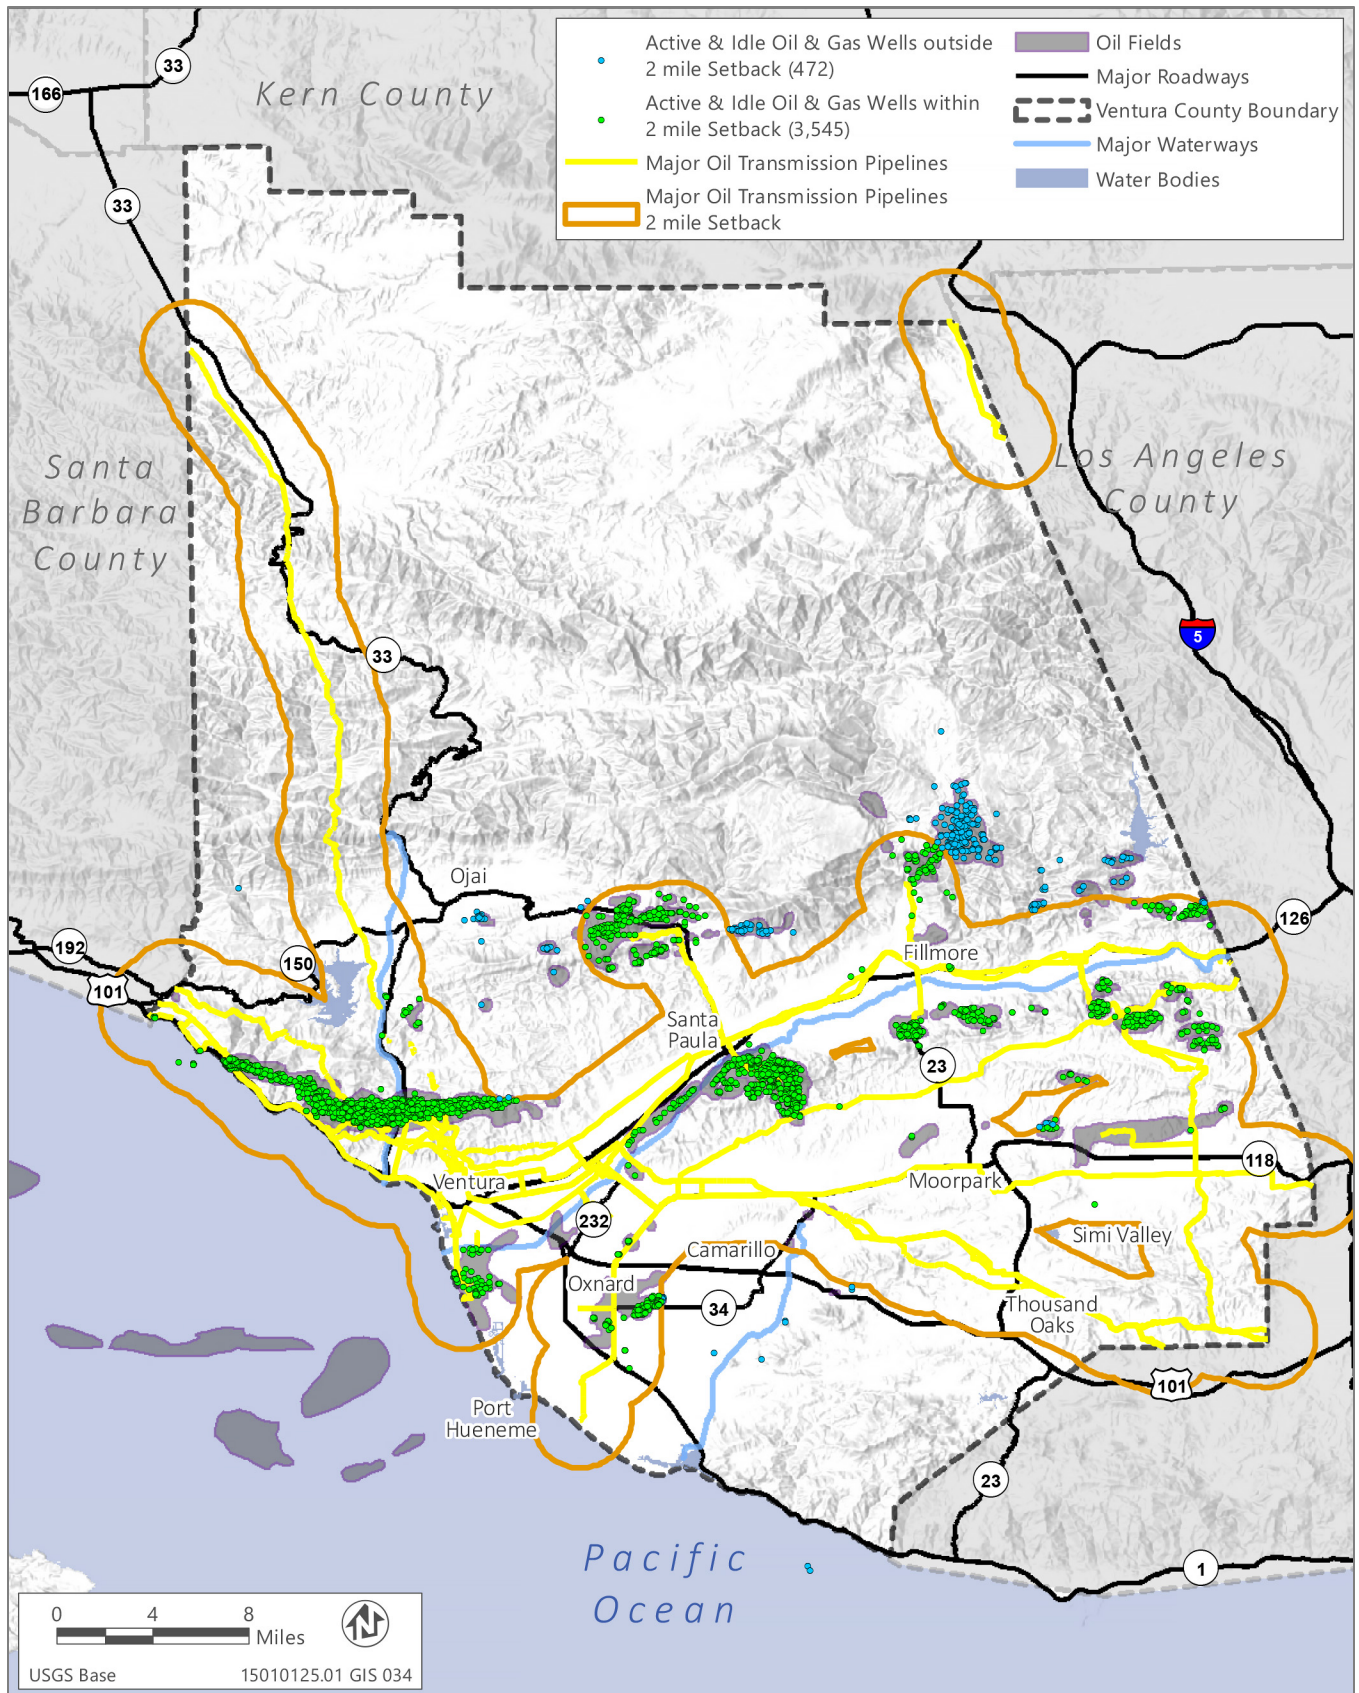 Active & Idle Oil & Gas Wells outside
2 mile Setback (472)
Active & Idle Oil & Gas Wells within
2 mile Setback (3,545)
Major Oil Transmission Pipelines
Major Oil Transmission Pipelines
2 mile Setback
Oil Fields
Major Roadways
Ventura County Boundary
Major Waterways
Water Bodies
33
166
Kern County
33
Santa
Barbara
County
Los Angeles
County
5
33
Ojai
126
192
150
101
Fillmore
Santa
Paula
23
118
Ventura
Moorpark
232
Camarillo
Simi Valley
Oxnard
34
Thousand
Oaks
101
Port
Hueneme
23
Pacific
Ocean
1
0 4 8
Miles
USGS Base
15010125.01 GIS 034